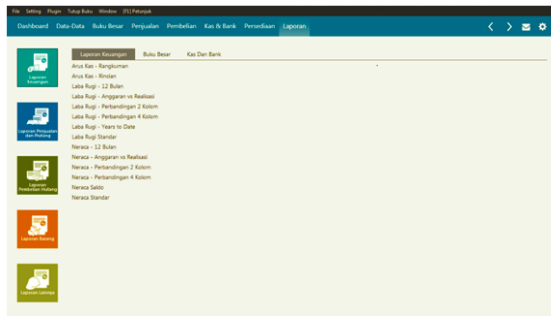 File Setting Plugin Tutup Buku Window [F1] Petunjuk
Dashboard Data-Data Buku Besar Penjualan Pembelian Kas & Bank Persediaan Laporan
Laporan Keuangan Buku Besar Kas Dan Bank
Arus Kas - Rangkuman
Arus Kas - Rincian
Laba Rugi - 12 Bulan
Laba Rugi - Anggaran vs Realisasi
Laba Rugi - Perbandingan 2 Kolom
Laba Rugi - Perbandingan 4 Kolom
Laba Rugi - Years to Date
Laba Rugi Standar
Neraca - 12 Bulan
Neraca - Anggaran vs Realisasi
Neraca - Perbandingan 2 Kolom
Neraca - Perbandingan 4 Kolom
Neraca Saldo
Neraca Standar
Laporan
Keuangan
Laporan Penjualan
dan Piutang
Laporan
Pembelian Hutang
Laporan Barang
Laporan Lainnya